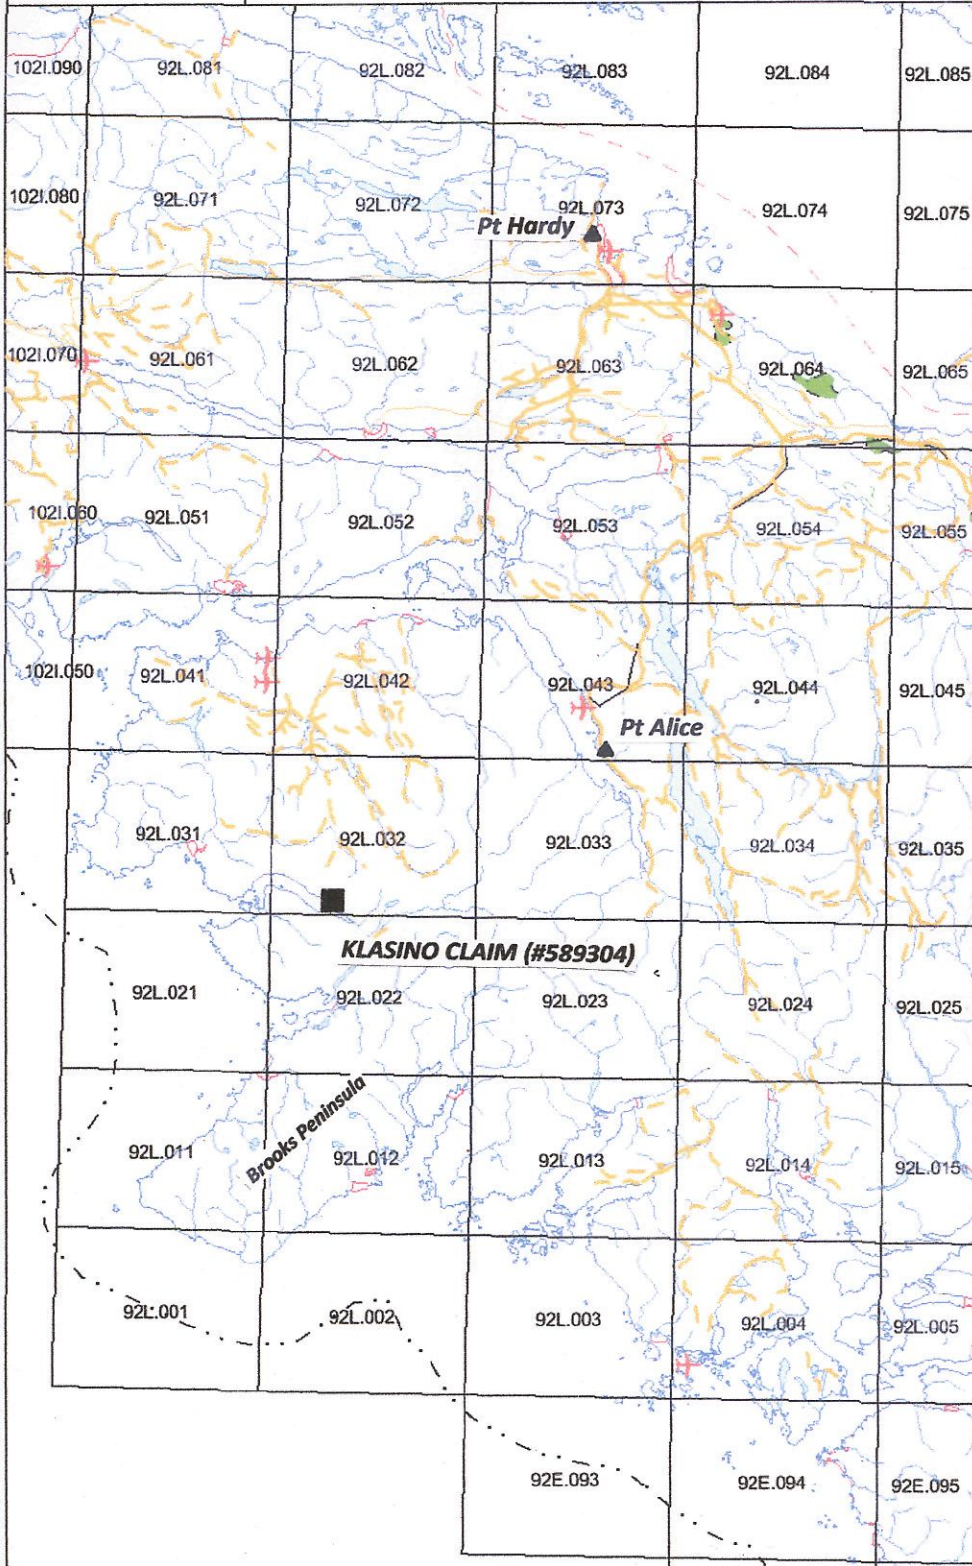 102I.090 92L.081 92L.082 92L.083 92L.084 92L.085
102I.080 92L.071 92L.072 92L.073 92L.074 92L.075
Pt Hardy
102I.070 92L.061 92L.062 92L.063 92L.064 92L.065
102I.060 92L.051 92L.052 92L.053 92L.054 92L.055
102I.050 92L.041 92L.042 92L.043 92L.044 92L.045
Pt Alice
92L.031 92L.032 92L.033 92L.034 92L.035
KLASINO CLAIM (#589304)
92L.021 92L.022 92L.023 92L.024 92L.025
Brooks Peninsula
92L.011 92L.012 92L.013 92L.014 92L.015
92L.001 92L.002 92L.003 92L.004 92L.005
92E.093 92E.094 92E.095